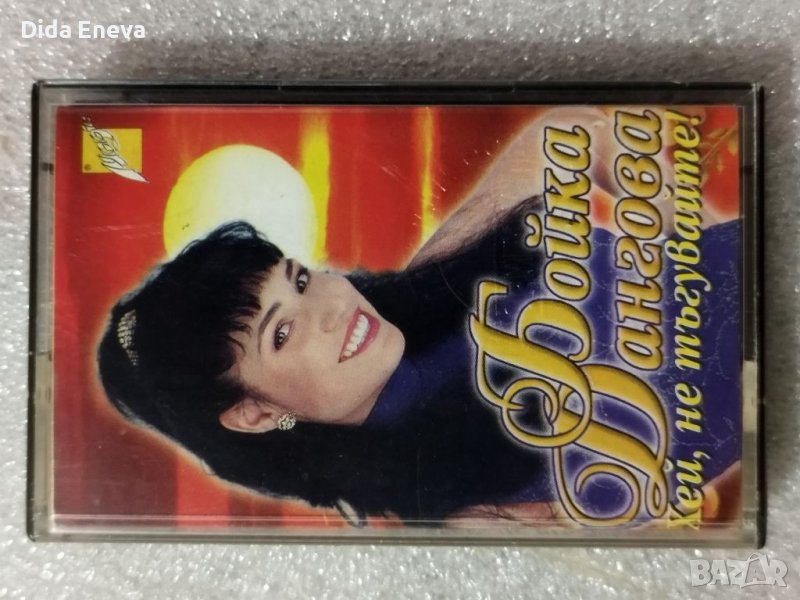 Dida Eneva
Бойка
Дангова
Хей, не тъгувайте!
BAZAR